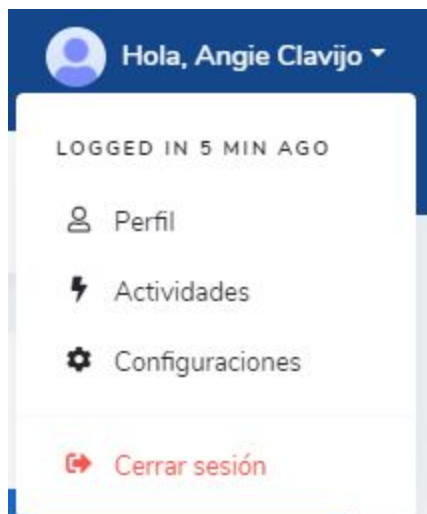 Hola, Angie Clavijo
LOGGED IN 5 MIN AGO
Perfil
Actividades
Configuraciones
Cerrar sesión